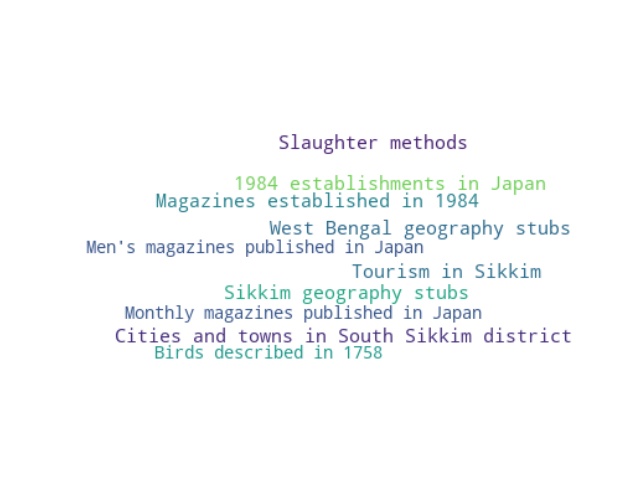 Slaughter methods
1984 establishments in Japan
Magazines established in 1984
West Bengal geography stubs
Men's magazines published in Japan
Tourism in Sikkim
Sikkim geography stubs
Monthly magazines published in Japan
Cities and towns in South Sikkim district
Birds described in 1758